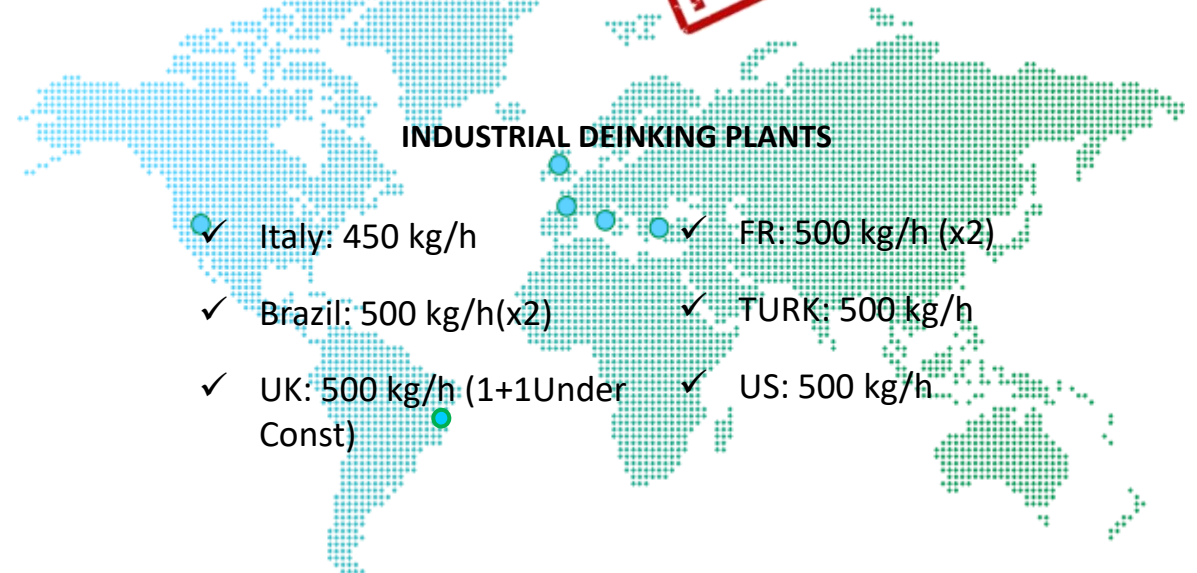 INDUSTRIAL DEINKING PLANTS
✓ Italy: 450 kg/h
✓ Brazil: 500 kg/h(x2)
✓ UK: 500 kg/h (1+1Under
Const)
✓ FR: 500 kg/h (x2)
✓ TURK: 500 kg/h
✓ US: 500 kg/h